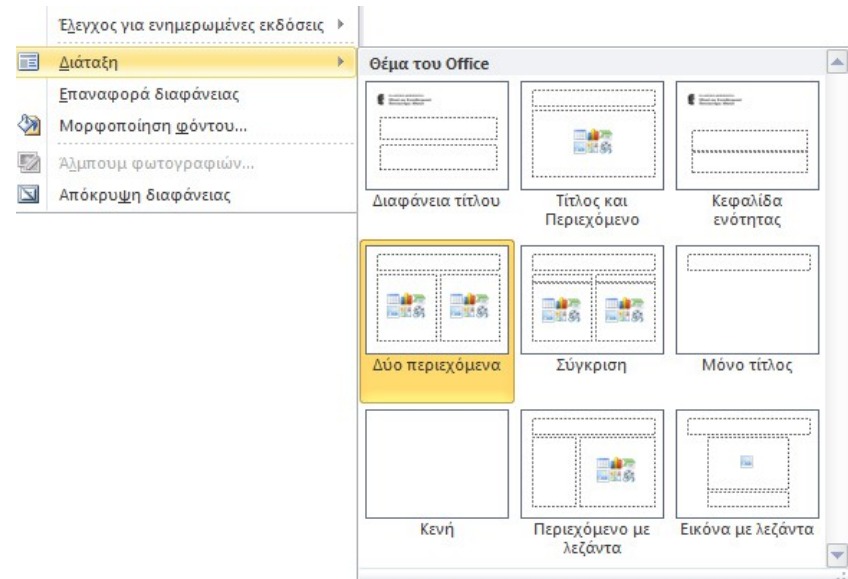 Έλεγχος για ενημερωμένες εκδόσεις
Διάταξη
Επαναφορά διαφάνειας
Μορφοποίηση φόντου...
Άλμπουμ φωτογραφιών...
Απόκρυψη διαφάνειας
Θέμα του Office
Διαφάνεια τίτλου
Τίτλος και
Περιεχόμενο
Κεφαλίδα
ενότητας
Δύο περιεχόμενα
Σύγκριση
Μόνο τίτλος
Κενή
Περιεχόμενο με
λεζάντα
Εικόνα με λεζάντα